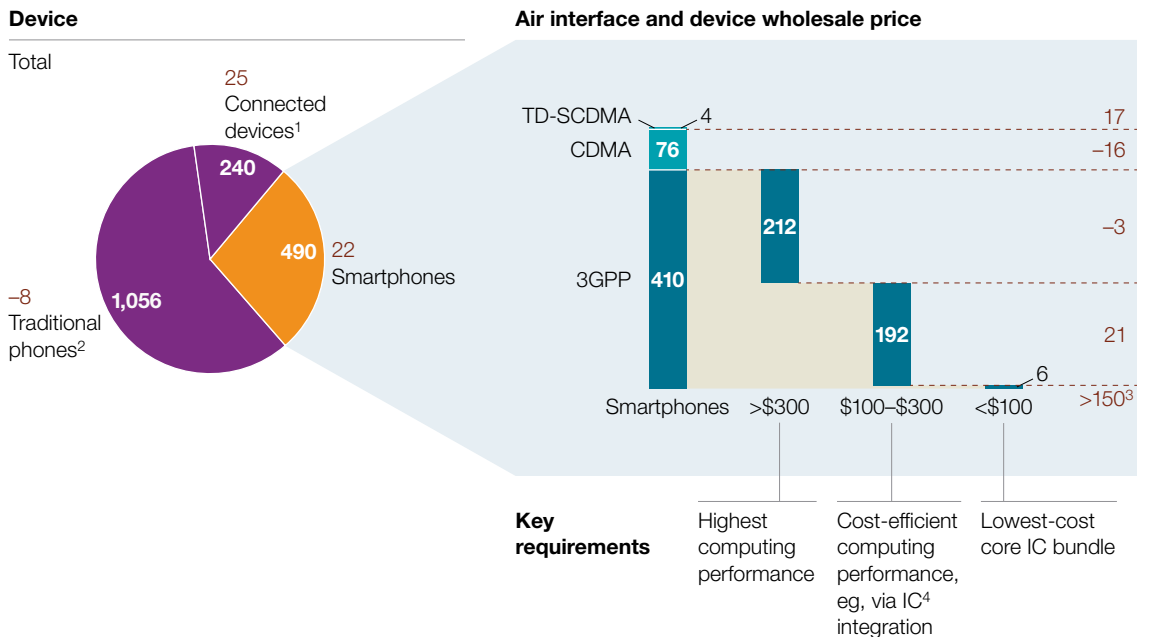 Device
Total
25
Connected
devices¹
240
490
22
Smartphones
1,056
–8
Traditional
phones²
Air interface and device wholesale price
TD-SCDMA
4
17
CDMA
76
–16
212
–3
3GPP
410
192
21
6
>150³
Smartphones
>$300
$100–$300
<$100
Key
requirements
Highest
computing
performance
Cost-efficient
computing
performance,
eg, via IC⁴
integration
Lowest-cost
core IC bundle